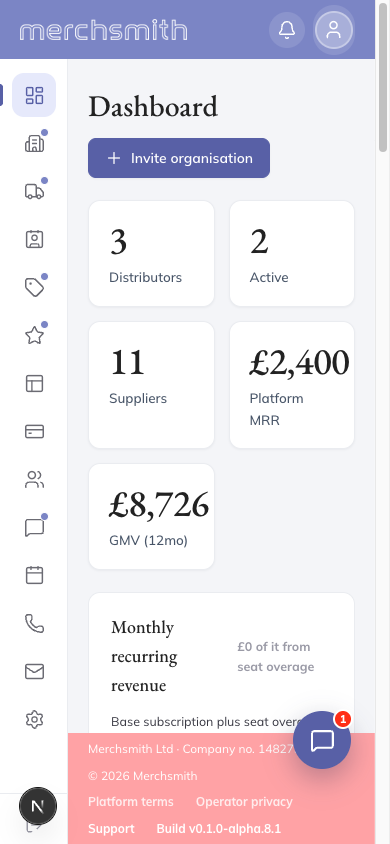 merchsmith
Dashboard
+ Invite organisation
3
Distributors
2
Active
11
Suppliers
£2,400
Platform
MRR
£8,726
GMV (12mo)
Monthly
recurring
revenue
£0 of it from
seat overage
Base subscription plus seat
Merchsmith Ltd · Company no. 14827
1
© 2026 Merchsmith
Platform terms Operator privacy
Support Build v0.1.0-alpha.8.1
N